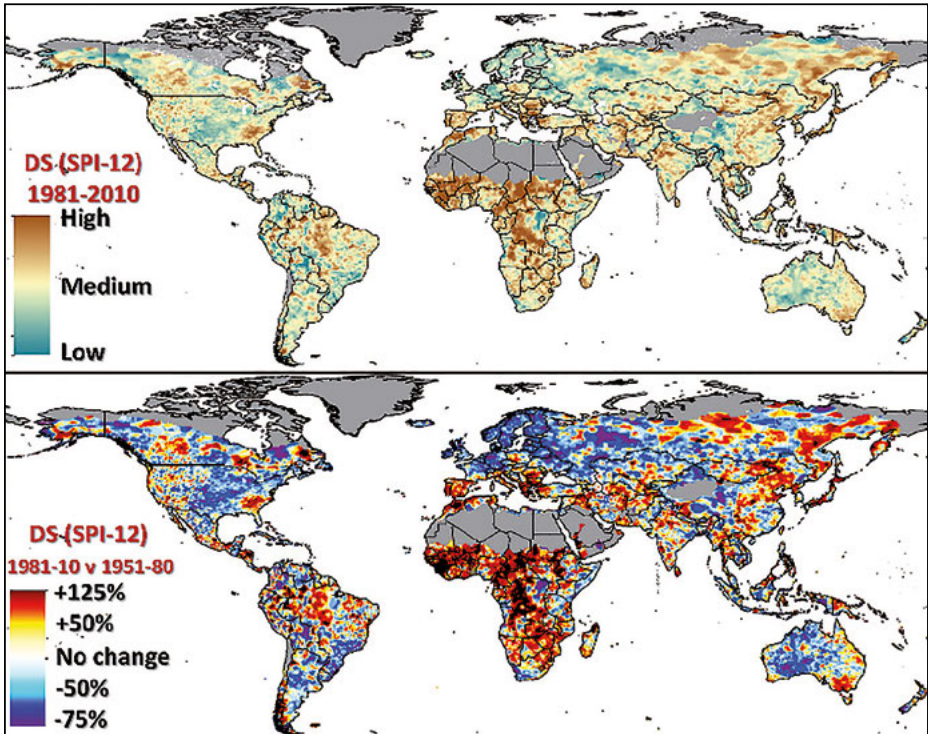 DS (SPI-12)
1981-2010
High
Medium
Low
DS (SPI-12)
1981-10 v 1951-80
+125%
+50%
No change
-50%
-75%